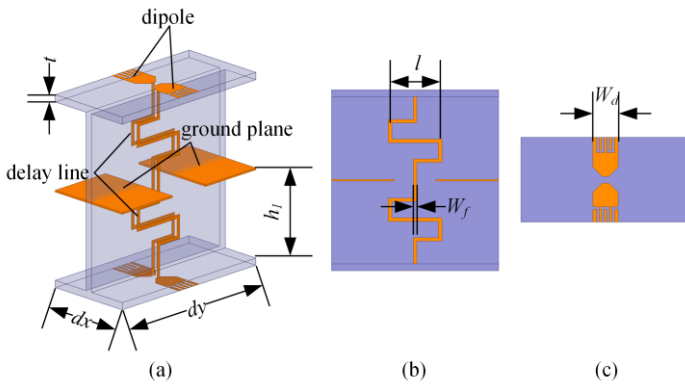 dipole
t
ground plane
delay line
h1
dx
dy
(a)
l
Wf
(b)
Wd
(c)